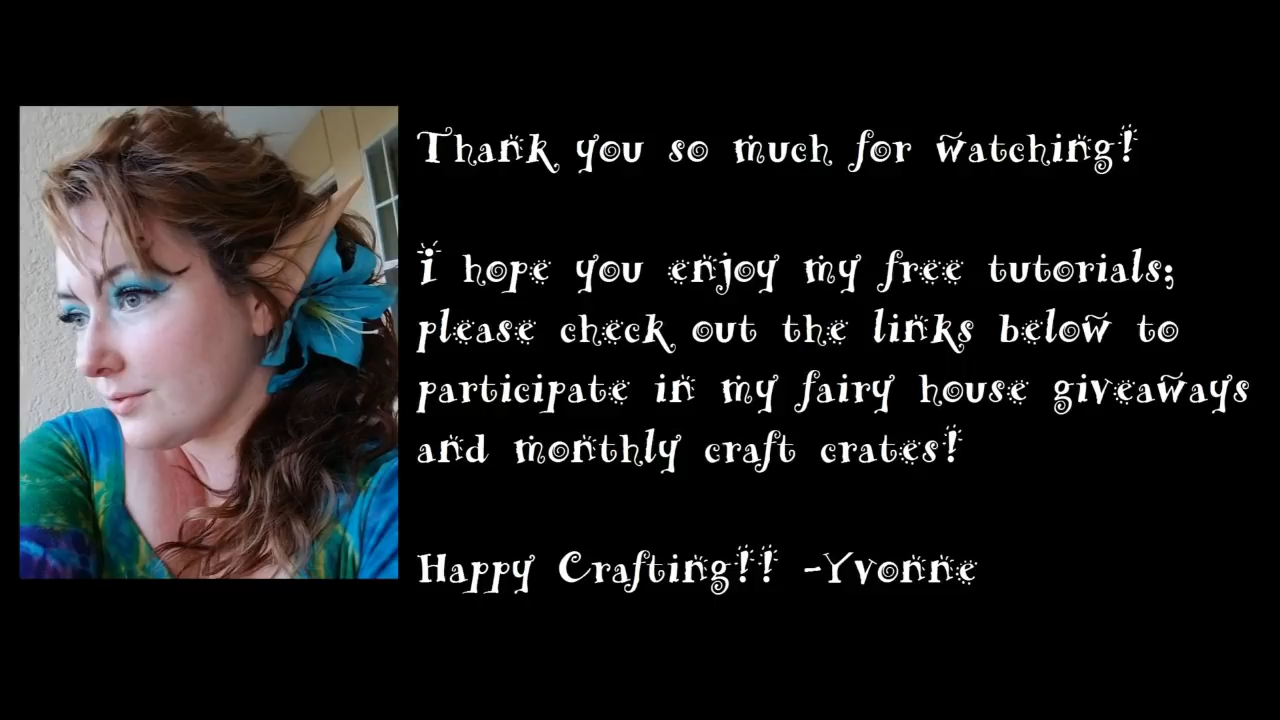 Thank you so much for watching!
I hope you enjoy my free tutorials;
please check out the links below to
participate in my fairy house giveaways
and monthly craft crates!
Happy Crafting!! -Yvonne